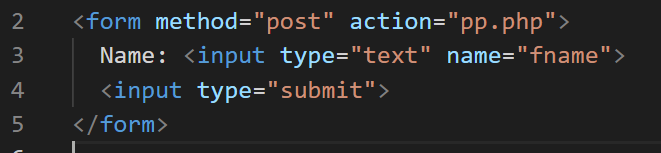 2 <form method="post" action="pp.php">
3 Name: <input type="text" name="fname">
4 <input type="submit">
5 </form>